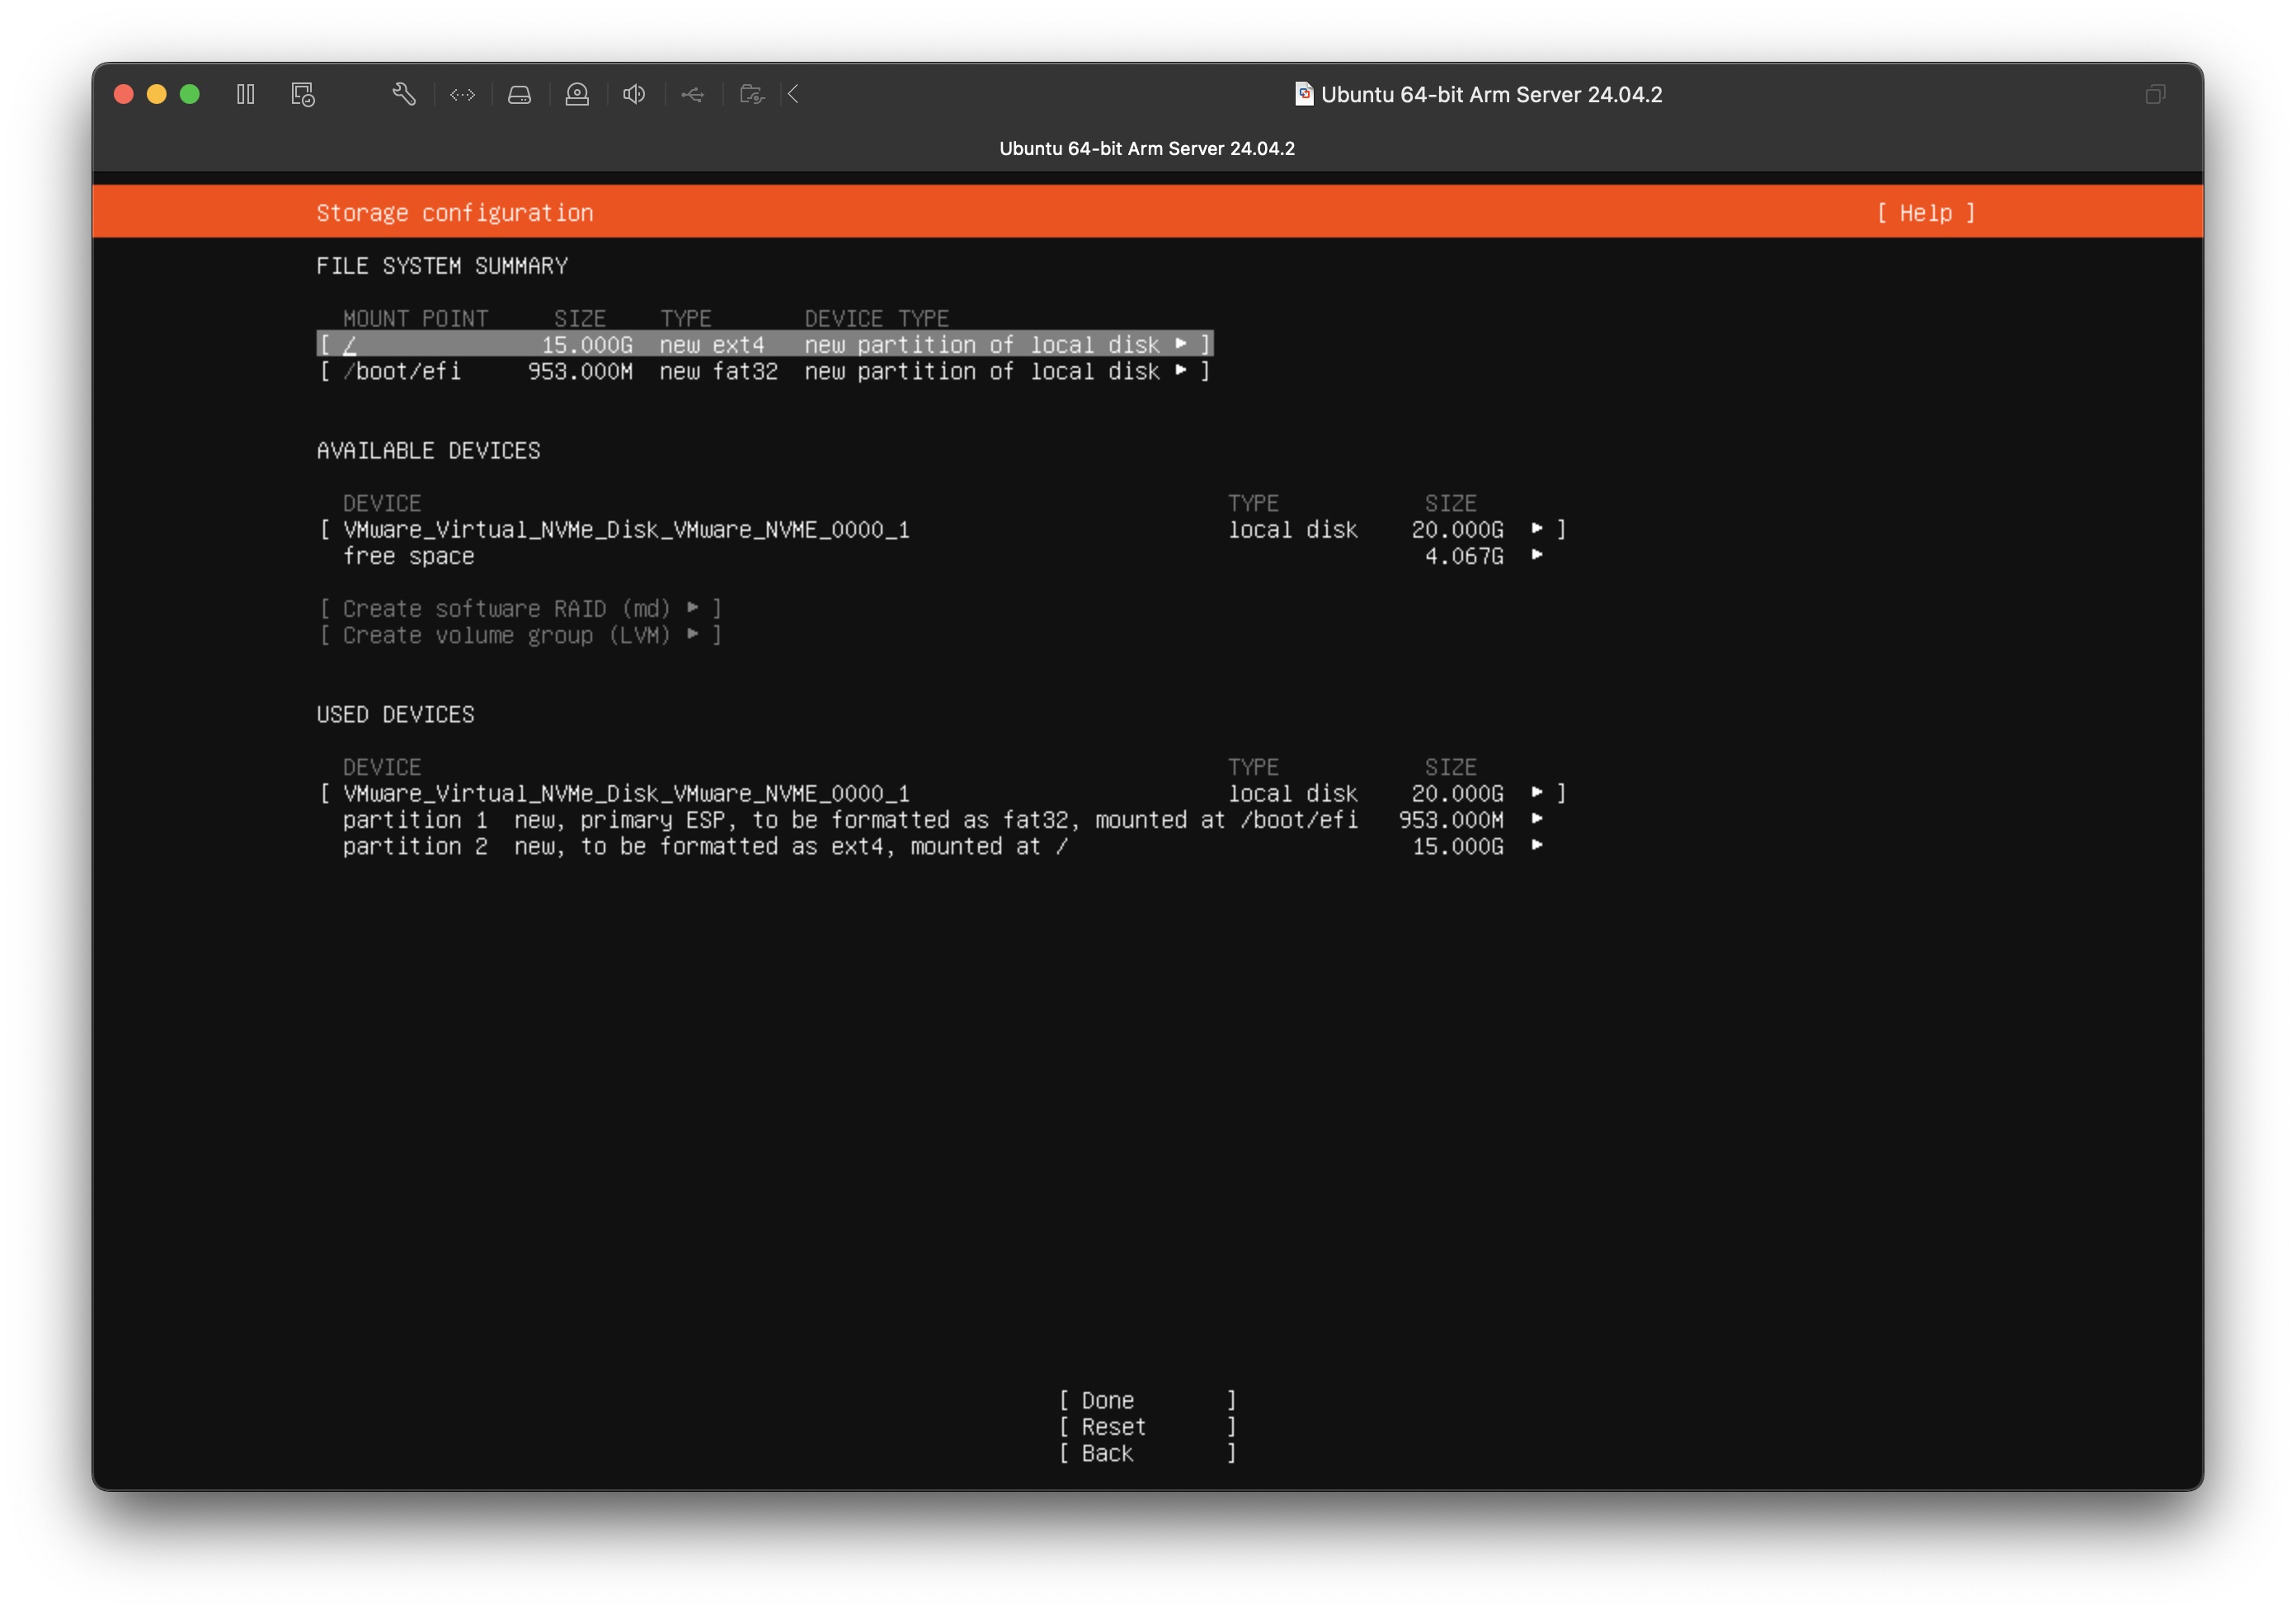 Ubuntu 64-bit Arm Server 24.04.2
Ubuntu 64-bit Arm Server 24.04.2
Storage configuration [ Help ]
FILE SYSTEM SUMMARY
MOUNT POINT SIZE TYPE DEVICE TYPE
[ / 15.000G new ext4 new partition of local disk ▸ ]
[ /boot/efi 953.000M new fat32 new partition of local disk ▸ ]
AVAILABLE DEVICES
DEVICE TYPE SIZE
[ VMware_Virtual_NVMe_Disk_VMware_NVME_0000_1 local disk 20.000G ▸ ]
free space 4.067G ▸
[ Create software RAID (md) ▸ ]
[ Create volume group (LVM) ▸ ]
USED DEVICES
DEVICE TYPE SIZE
[ VMware_Virtual_NVMe_Disk_VMware_NVME_0000_1 local disk 20.000G ▸ ]
partition 1 new, primary ESP, to be formatted as fat32, mounted at /boot/efi 953.000M ▸
partition 2 new, to be formatted as ext4, mounted at / 15.000G ▸
[ Done ]
[ Reset ]
[ Back ]